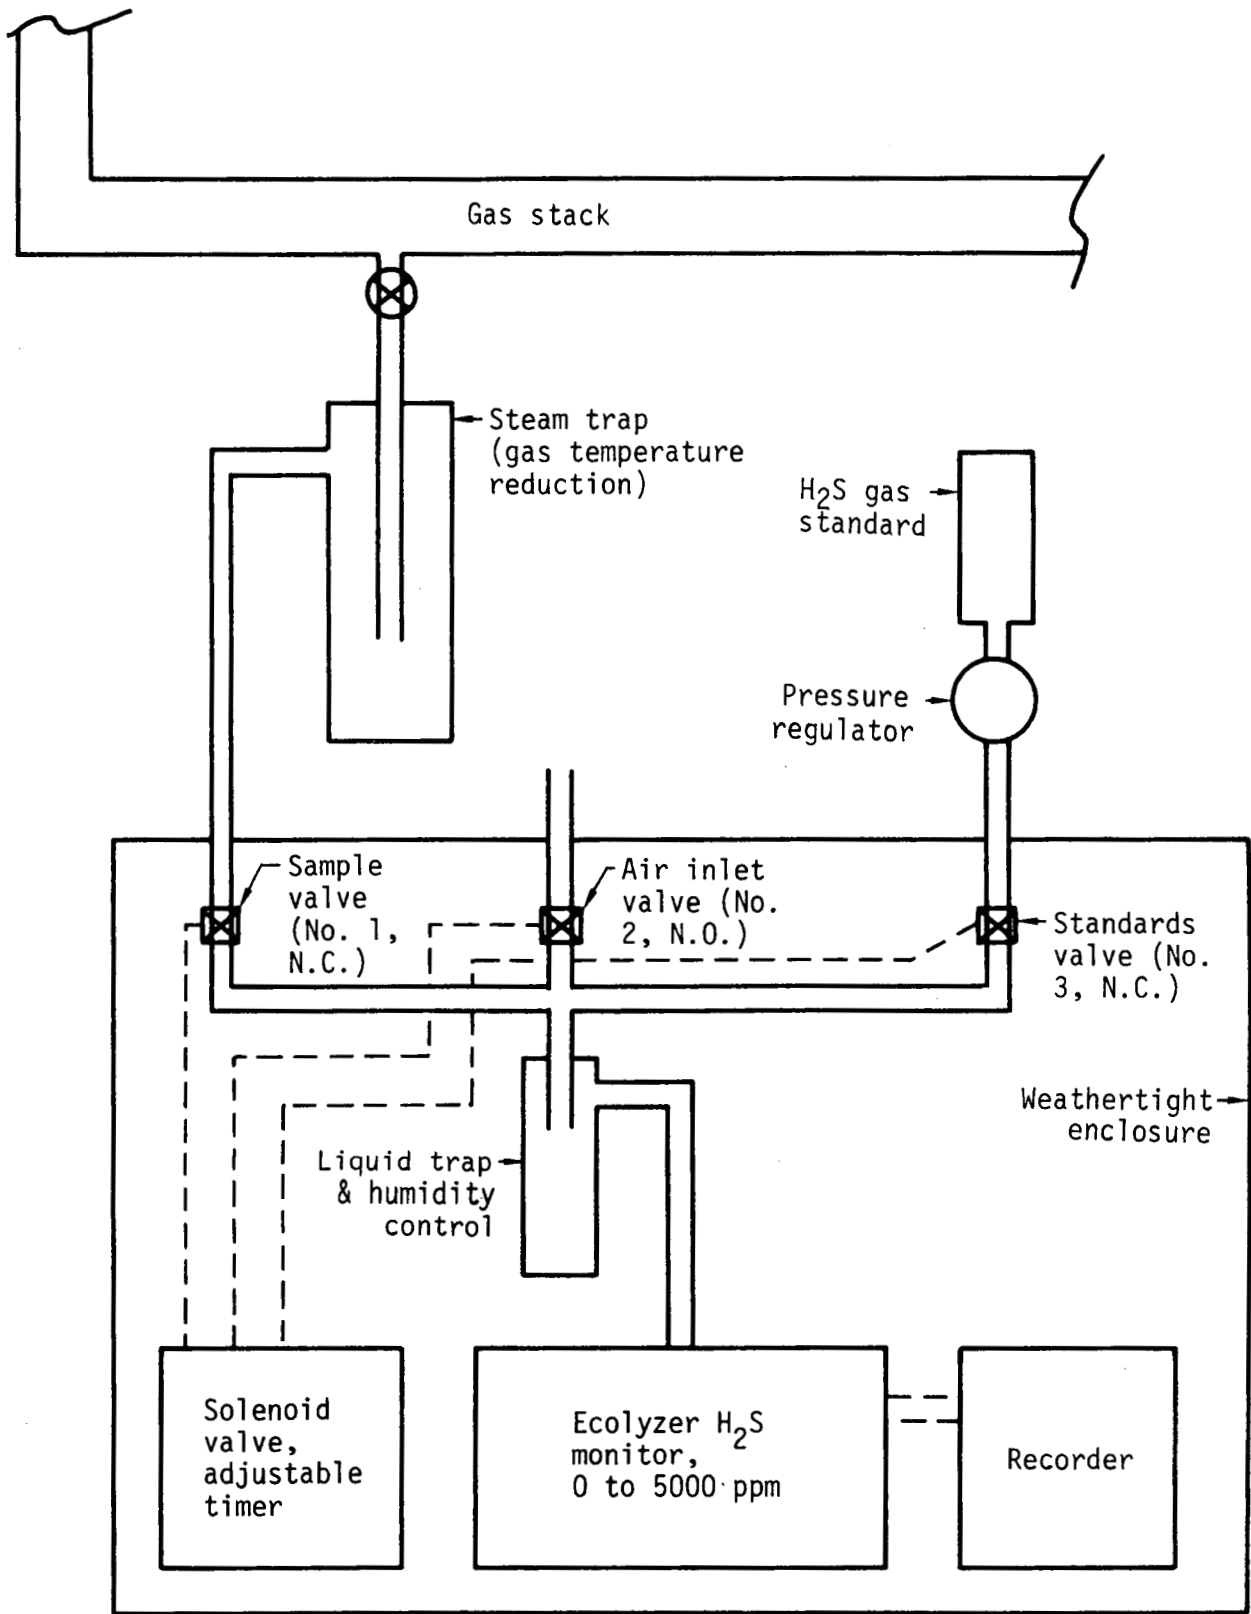 Gas stack
Steam trap
(gas temperature
reduction)
H₂S gas
standard
Pressure
regulator
Sample
valve
(No. 1,
N.C.)
Air inlet
valve (No.
2, N.O.)
Standards
valve (No.
3, N.C.)
Weathertight
enclosure
Liquid trap
& humidity
control
Solenoid
valve,
adjustable
timer
Ecolyzer H₂S
monitor,
0 to 5000 ppm
Recorder